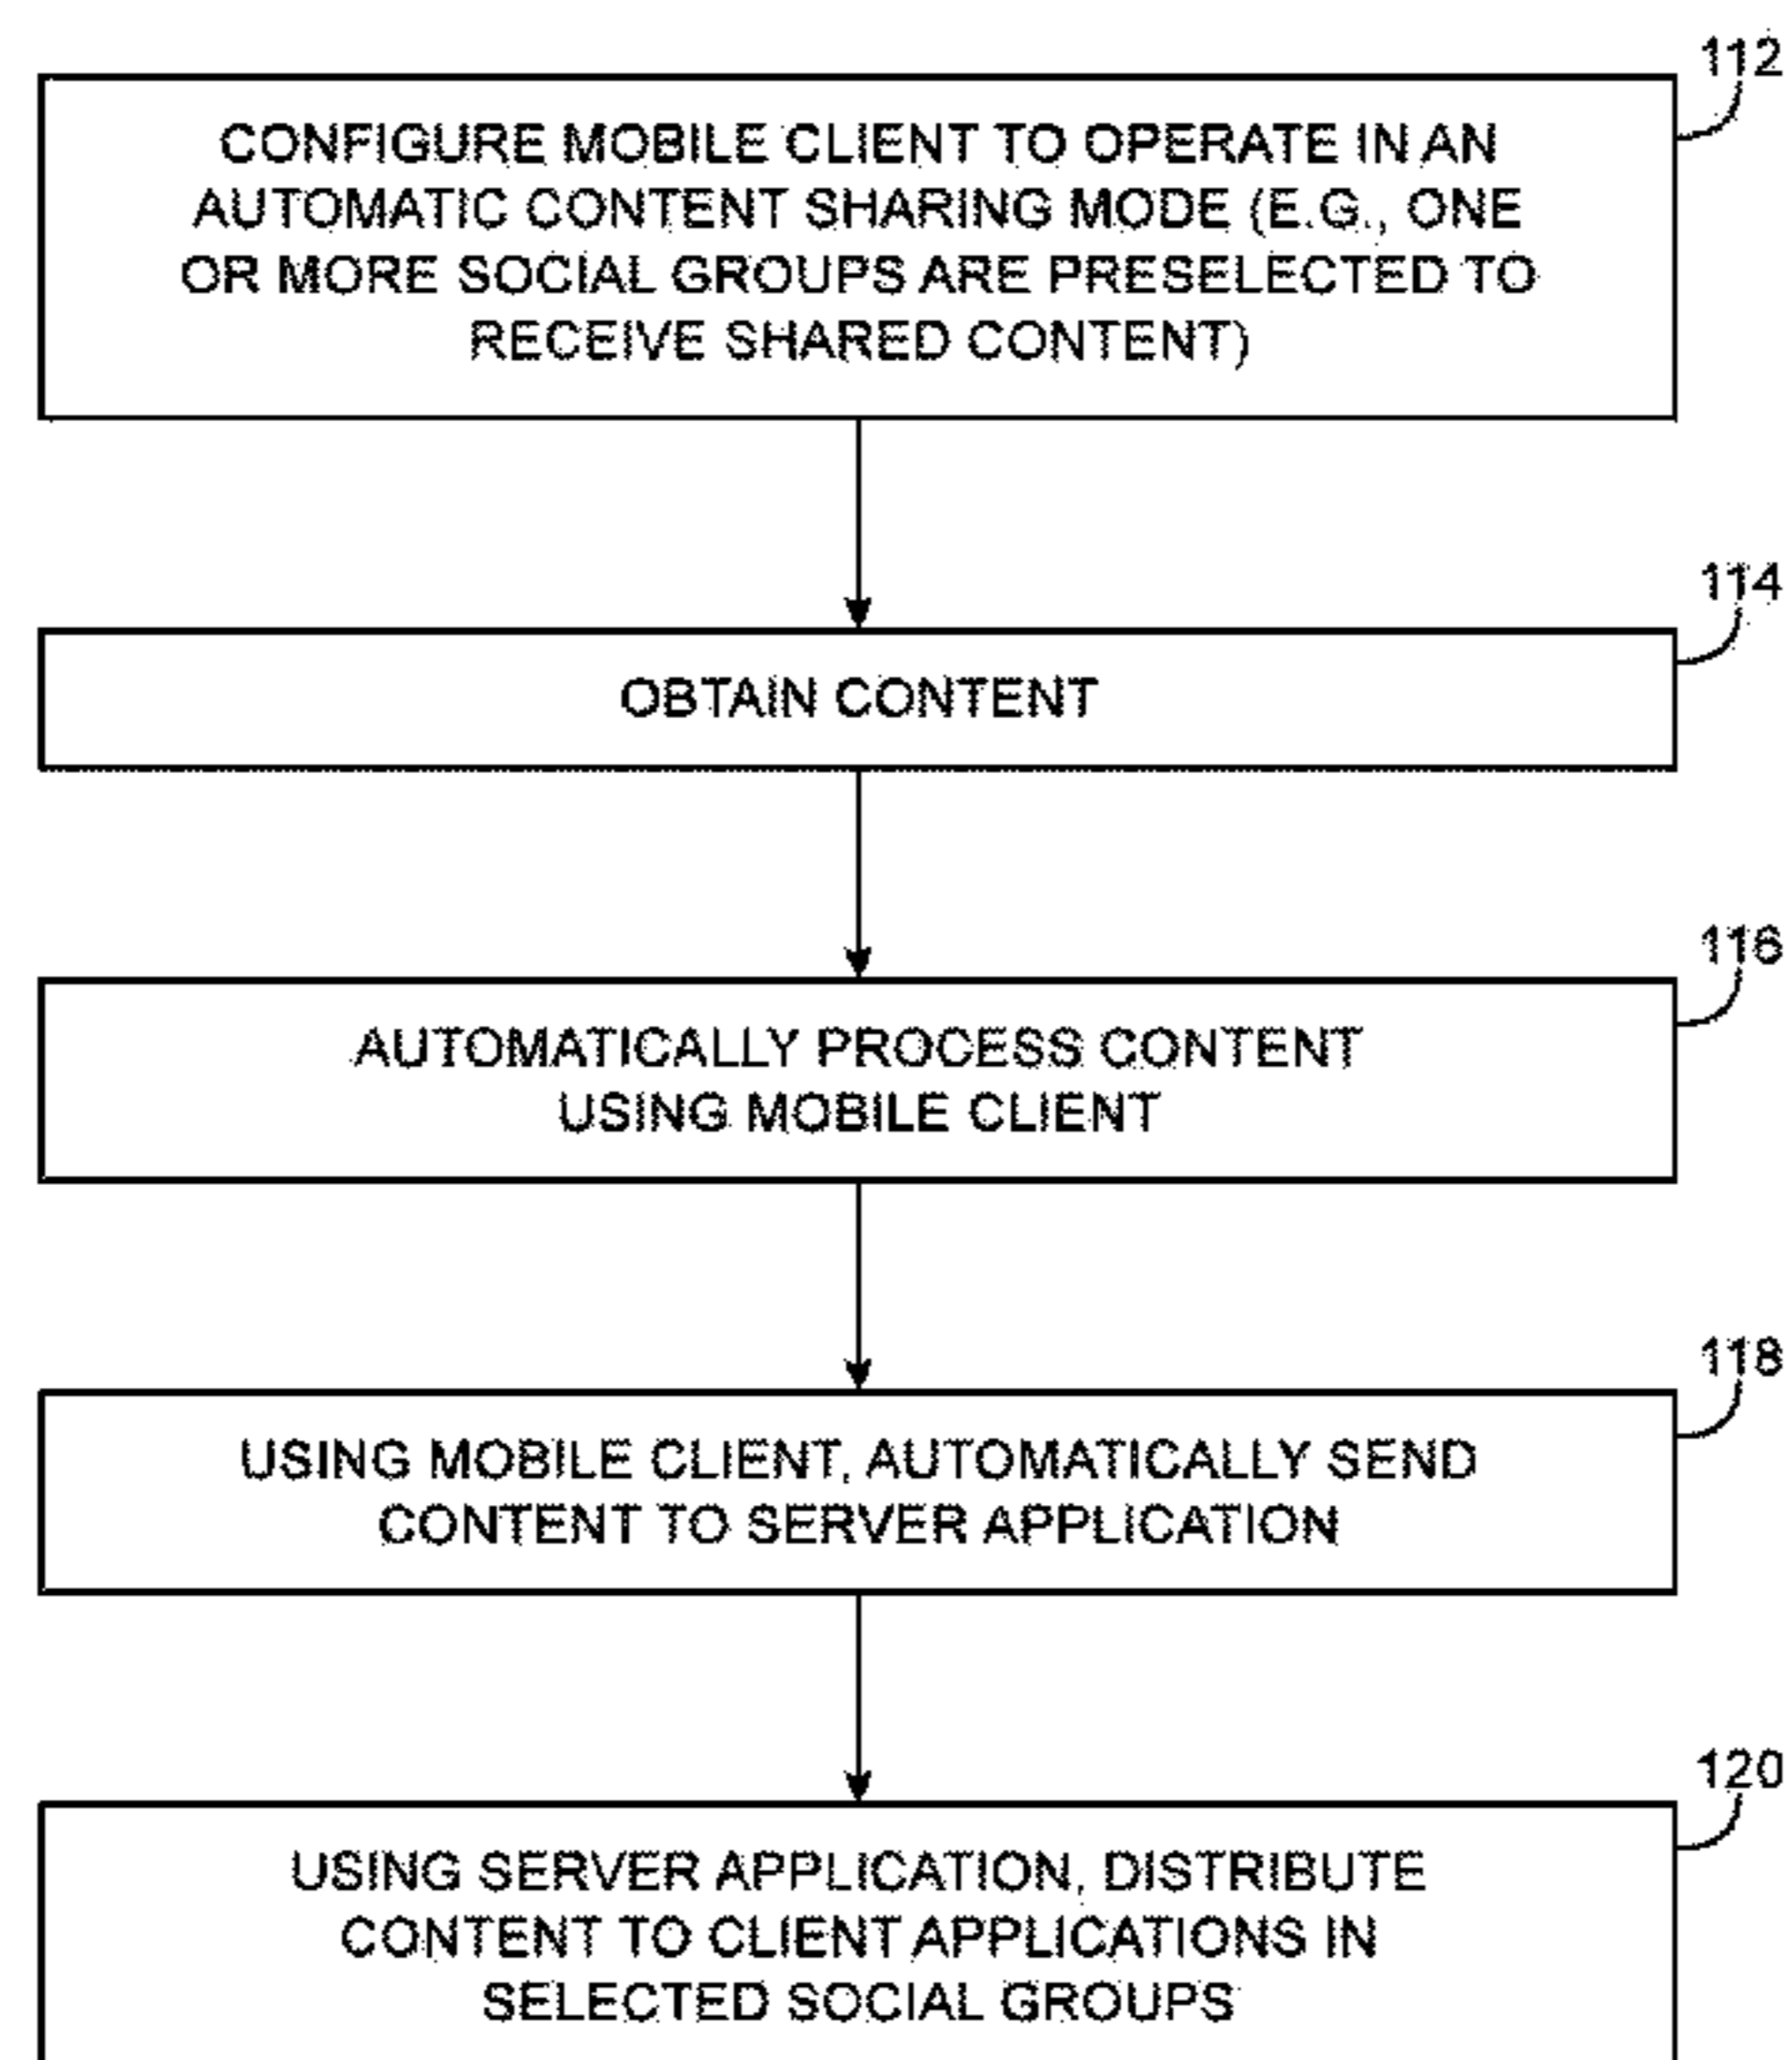 112
CONFIGURE MOBILE CLIENT TO OPERATE IN AN
AUTOMATIC CONTENT SHARING MODE (E.G., ONE
OR MORE SOCIAL GROUPS ARE PRESELECTED TO
RECEIVE SHARED CONTENT)
114
OBTAIN CONTENT
116
AUTOMATICALLY PROCESS CONTENT
USING MOBILE CLIENT
118
USING MOBILE CLIENT, AUTOMATICALLY SEND
CONTENT TO SERVER APPLICATION
120
USING SERVER APPLICATION, DISTRIBUTE
CONTENT TO CLIENT APPLICATIONS IN
SELECTED SOCIAL GROUPS